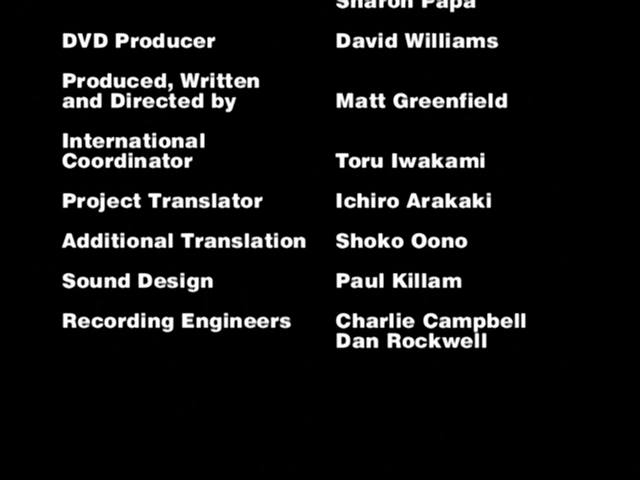 Sharon Papa
DVD Producer David Williams
Produced, Written
and Directed by Matt Greenfield
International
Coordinator Toru Iwakami
Project Translator Ichiro Arakaki
Additional Translation Shoko Oono
Sound Design Paul Killam
Recording Engineers Charlie Campbell
Dan Rockwell